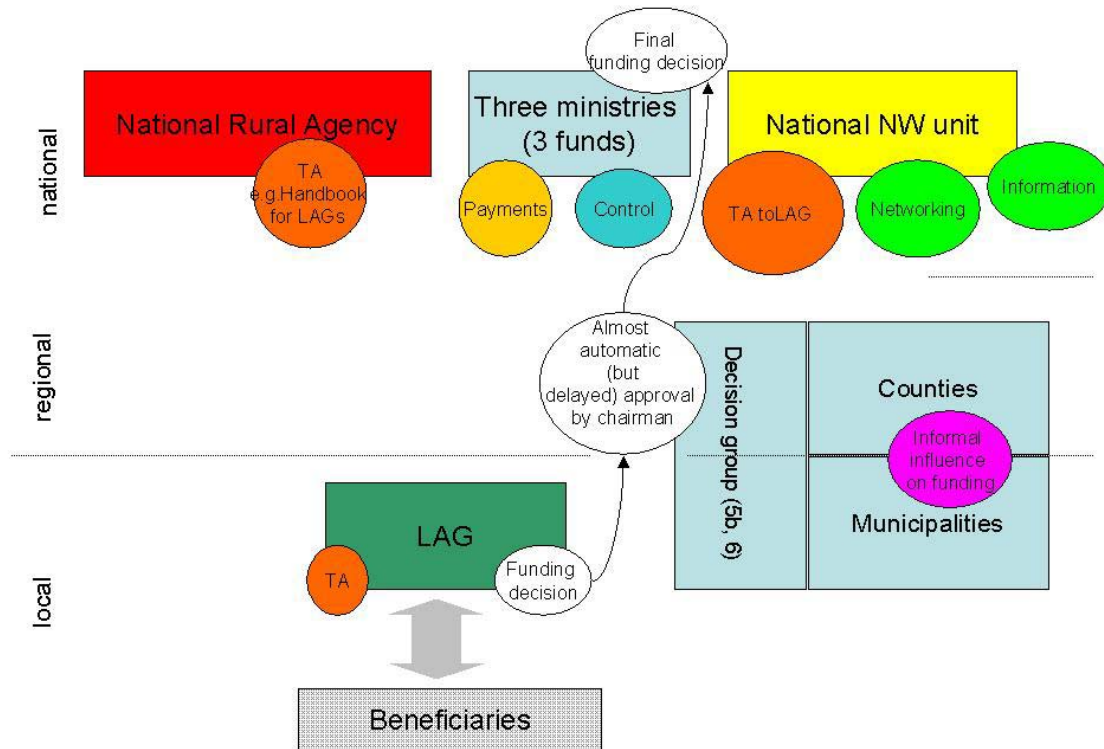 Final
funding decision
National Rural Agency
Three ministries
(3 funds)
National NW unit
national
TA
e.g.Handbook
for LAGs
Payments
Control
TA toLAG
Networking
Information
regional
Almost
automatic
(but
delayed) approval
by chairman
Decision group (5b, 6)
Counties
Informal
influence
on funding
Municipalities
local
LAG
TA
Funding
decision
Beneficiaries